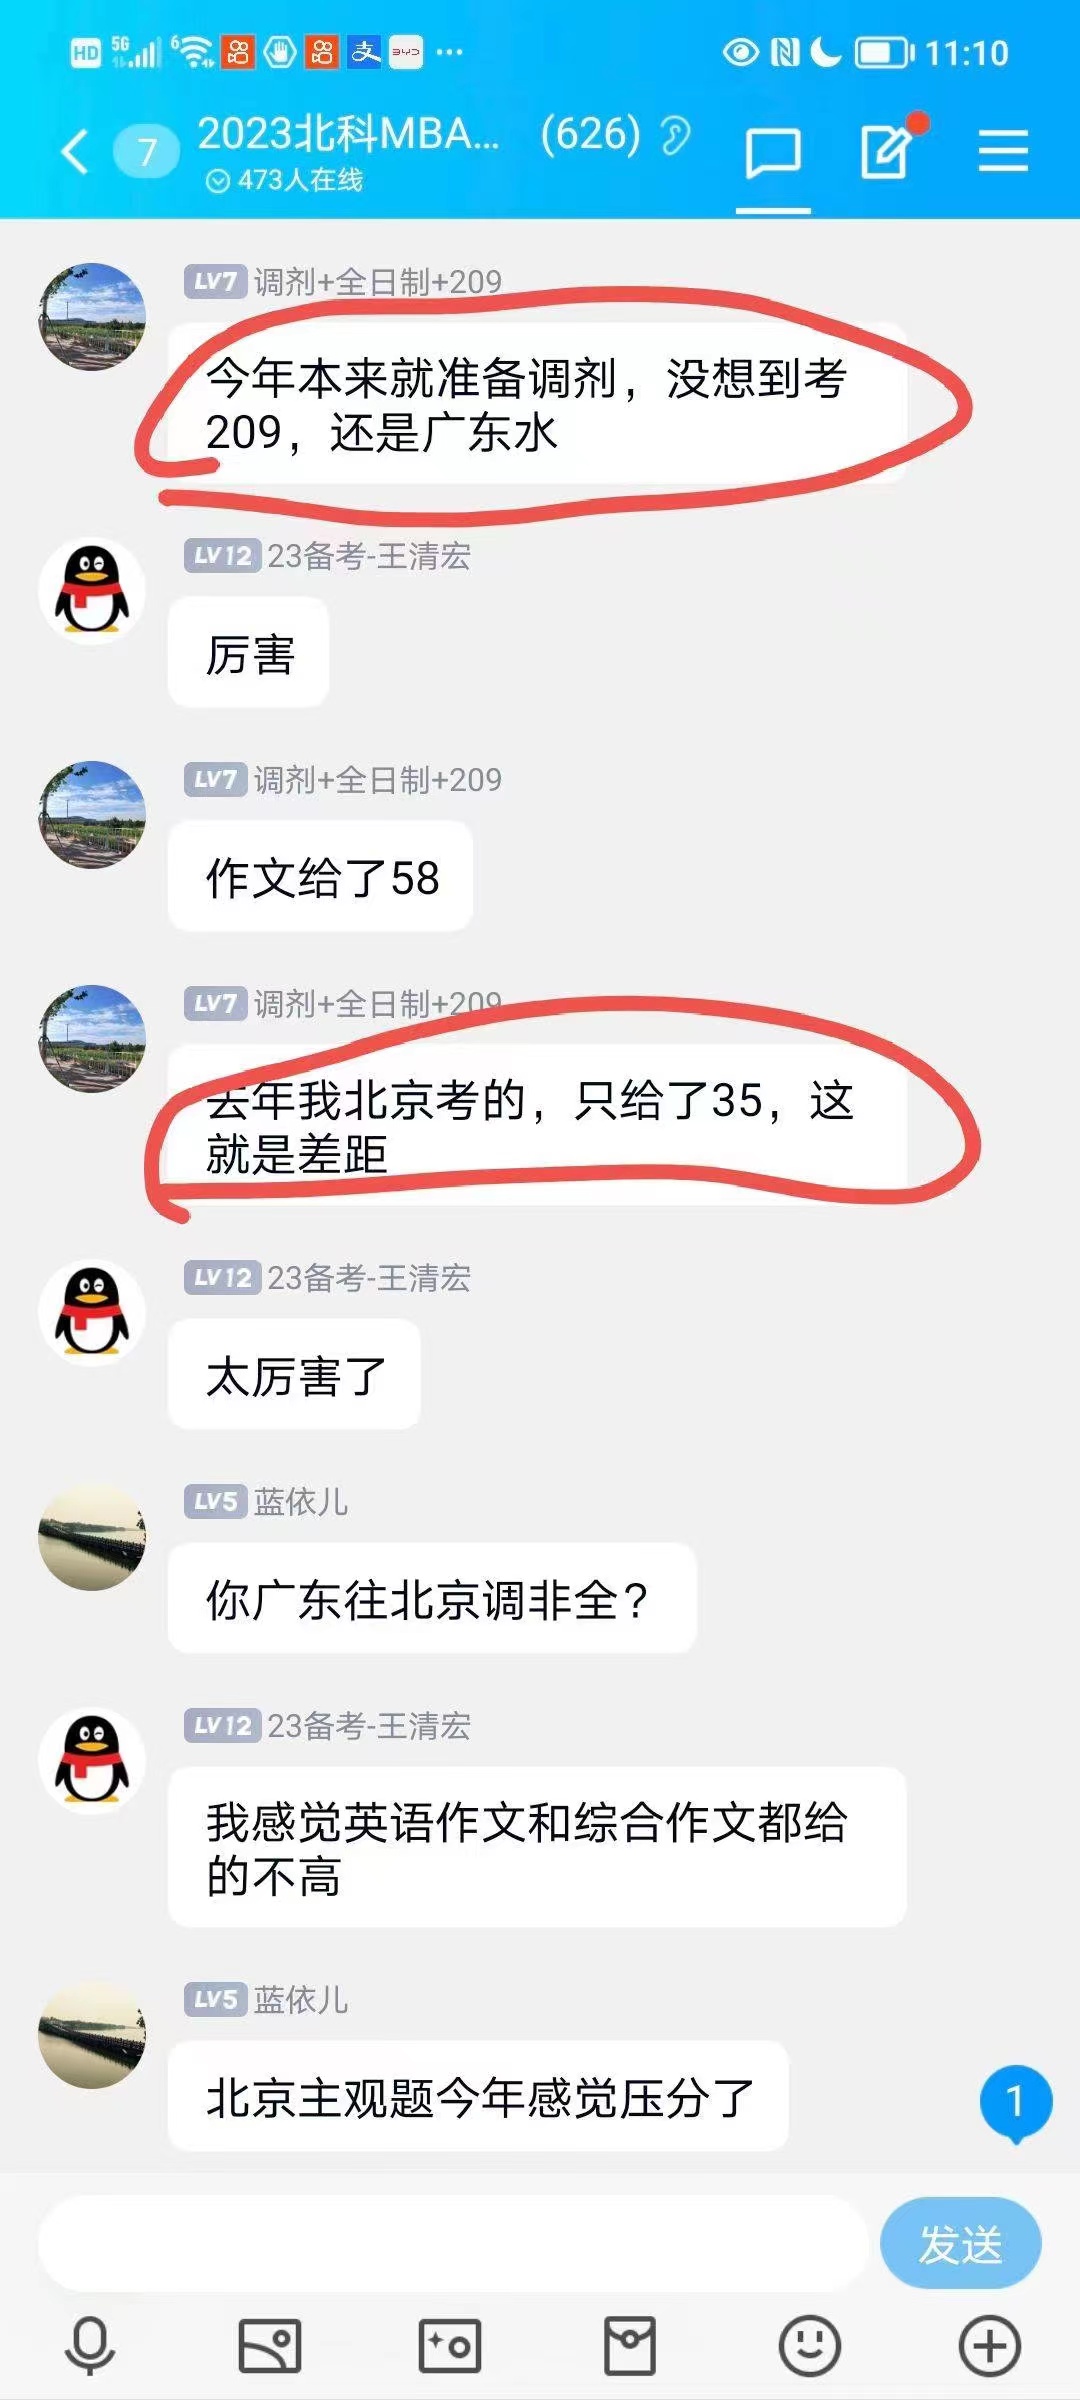 HD 5G 6 支 BYD ... 11:10
7 2023北科MBA... (626)
473人在线
LV7 调剂+全日制+209
今年本来就准备调剂，没想到考
209，还是广东水
LV12 23备考-王清宏
厉害
LV7 调剂+全日制+209
作文给了58
LV7 调剂+全日制+209
去年我北京考的，只给了35，这
就是差距
LV12 23备考-王清宏
太厉害了
LV5 蓝依儿
你广东往北京调非全？
LV12 23备考-王清宏
我感觉英语作文和综合作文都给
的不高
LV5 蓝依儿
北京主观题今年感觉压分了
1
发送